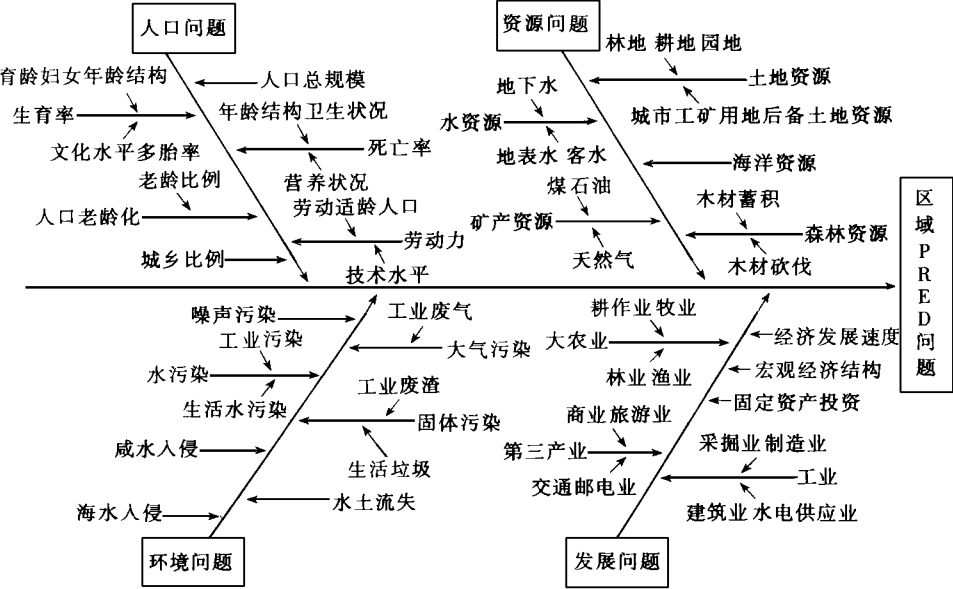 人口问题
资源问题
育龄妇女年龄结构
人口总规模
生育率
年龄结构卫生状况
文化水平多胎率
死亡率
老龄比例
营养状况
人口老龄化
劳动适龄人口
劳动力
城乡比例
技术水平
林地 耕地园地
土地资源
地下水
城市工矿用地后备土地资源
水资源
地表水 客水
海洋资源
煤石油
木材蓄积
矿产资源
森林资源
天然气
木材砍伐
区域PRED问题
噪声污染
工业废气
工业污染
大气污染
水污染
工业废渣
生活水污染
固体污染
咸水入侵
生活垃圾
水土流失
海水入侵
环境问题
耕作业牧业
经济发展速度
大农业
宏观经济结构
林业渔业
固定资产投资
商业旅游业
采掘业制造业
第三产业
工业
交通邮电业
建筑业水电供应业
发展问题